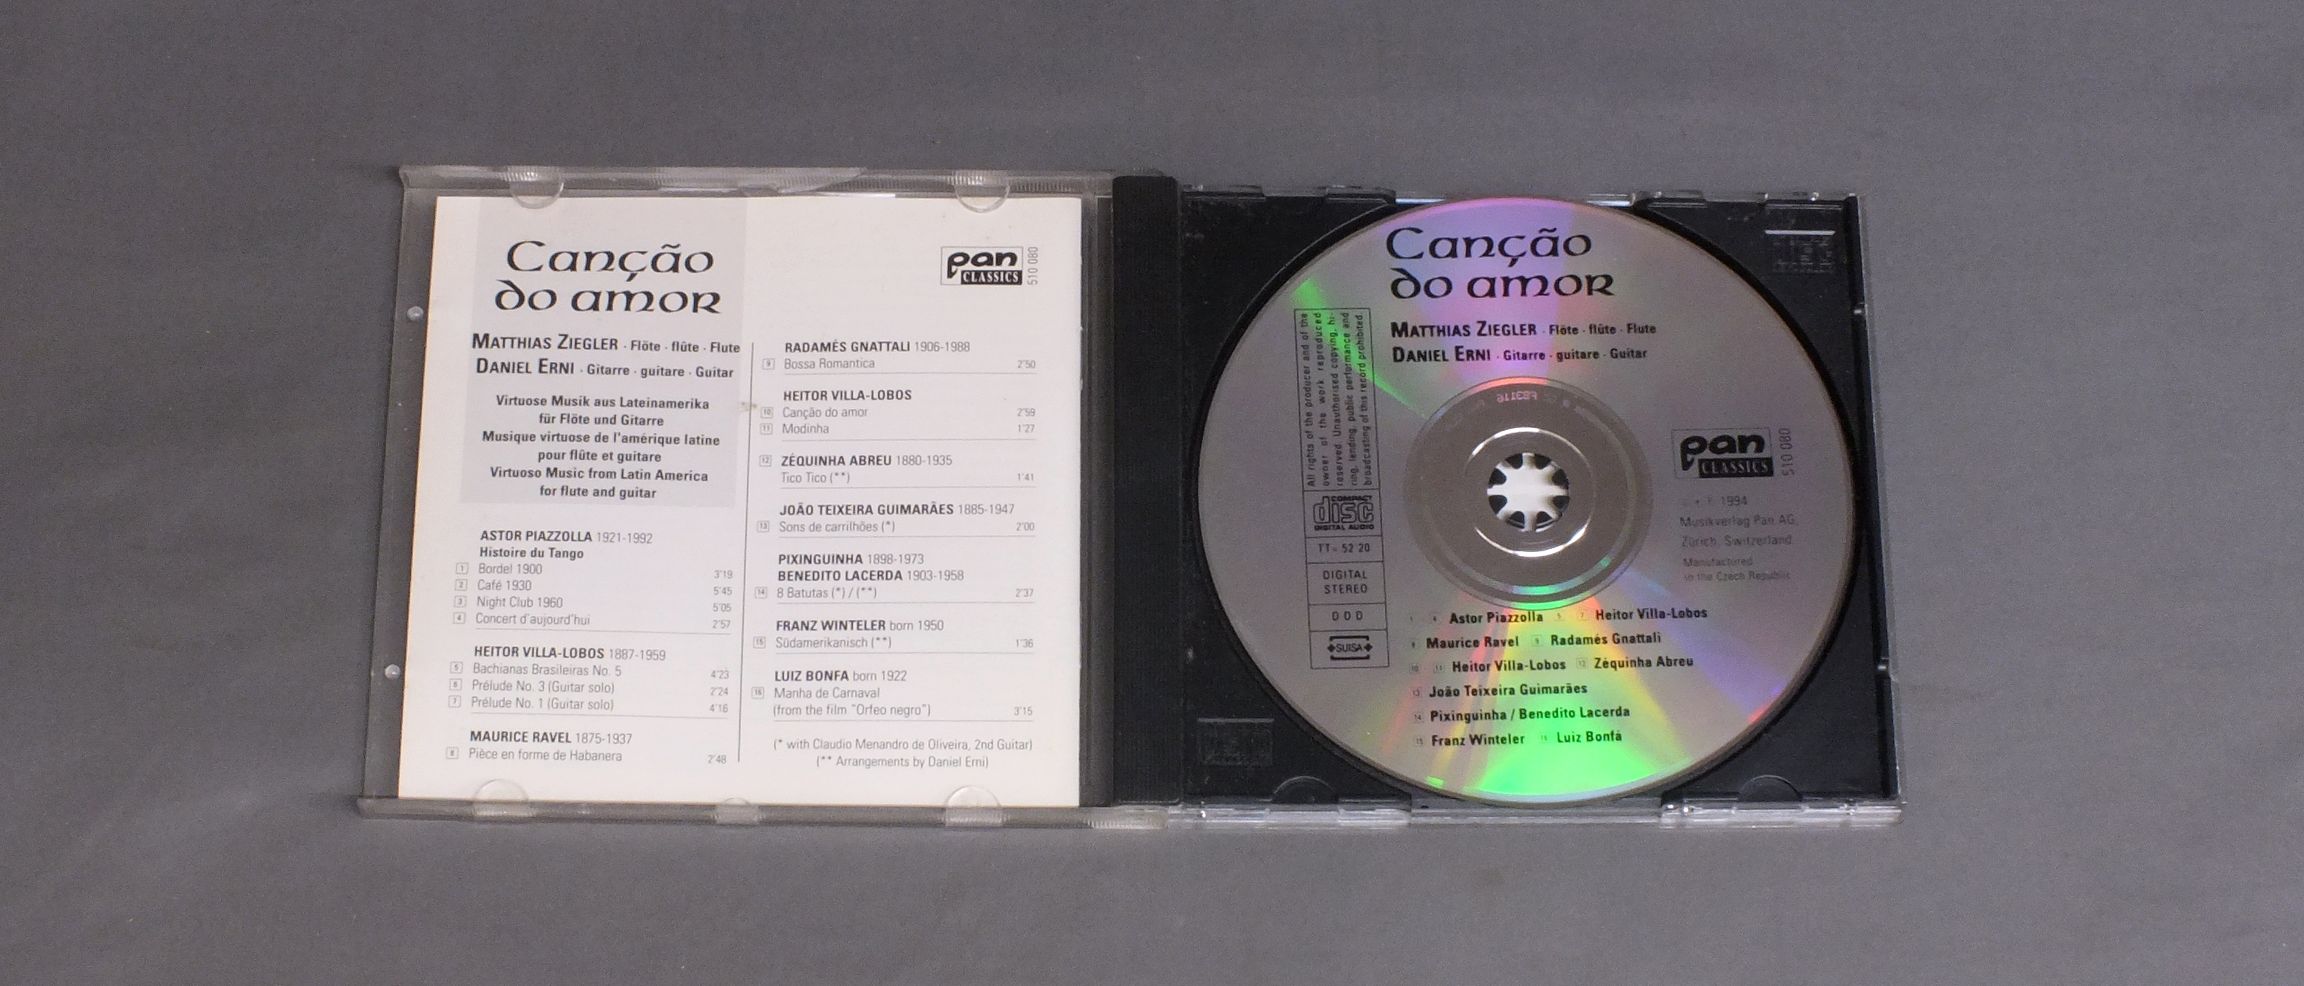 Canção
do amor
MATTHIAS ZIEGLER · Flöte · flûte · Flute
DANIEL ERNI · Gitarre · guitare · Guitar
Virtuose Musik aus Lateinamerika
für Flöte und Gitarre
Musique virtuose de l'amérique latine
pour flûte et guitare
Virtuoso Music from Latin America
for flute and guitar
ASTOR PIAZZOLLA 1921-1992
Histoire du Tango
1 Bordel 1900 3'19
2 Café 1930 5'45
3 Night Club 1960 5'05
4 Concert d'aujourd'hui 2'57
HEITOR VILLA-LOBOS 1887-1959
5 Bachianas Brasileiras No. 5 4'23
6 Prélude No. 3 (Guitar solo) 2'24
7 Prélude No. 1 (Guitar solo) 4'16
MAURICE RAVEL 1875-1937
8 Pièce en forme de Habanera 2'48
pan
CLASSICS
510 080
RADAMÉS GNATTALI 1906-1988
9 Bossa Romantica 2'50
HEITOR VILLA-LOBOS
10 Canção do amor 2'59
11 Modinha 1'27
12 ZÉQUINHA ABREU 1880-1935
Tico Tico (**) 1'41
JOÃO TEIXEIRA GUIMARÃES 1885-1947
13 Sons de carrilhões (*) 2'00
PIXINGUINHA 1898-1973
BENEDITO LACERDA 1903-1958
14 8 Batutas (*) / (**) 2'37
FRANZ WINTELER born 1950
15 Südamerikanisch (**) 1'36
LUIZ BONFA born 1922
16 Manha de Carnaval
(from the film "Orfeo negro") 3'15
(* with Claudio Menandro de Oliveira, 2nd Guitar)
(** Arrangements by Daniel Erni)
Canção
do amor
MATTHIAS ZIEGLER · Flöte · flûte · Flute
DANIEL ERNI · Gitarre · guitare · Guitar
All rights of the producer and of the
owner of the work reproduced
reserved. Unauthorised copying, hi-
ring, lending, public performance and
broadcasting of this record prohibited.
COMPACT
disc
DIGITAL AUDIO
TT = 52 20
DIGITAL
STEREO
D D D
SUISA
pan
CLASSICS
510 080
1994
Musikverlag Pan AG,
Zürich, Switzerland
Manufactured
in the Czech Republic
1 4 Astor Piazzolla 5 7 Heitor Villa-Lobos
8 Maurice Ravel 9 Radamés Gnattali
10 11 Heitor Villa-Lobos 12 Zéquinha Abreu
13 João Teixeira Guimarães
14 Pixinguinha / Benedito Lacerda
15 Franz Winteler 16 Luiz Bonfá